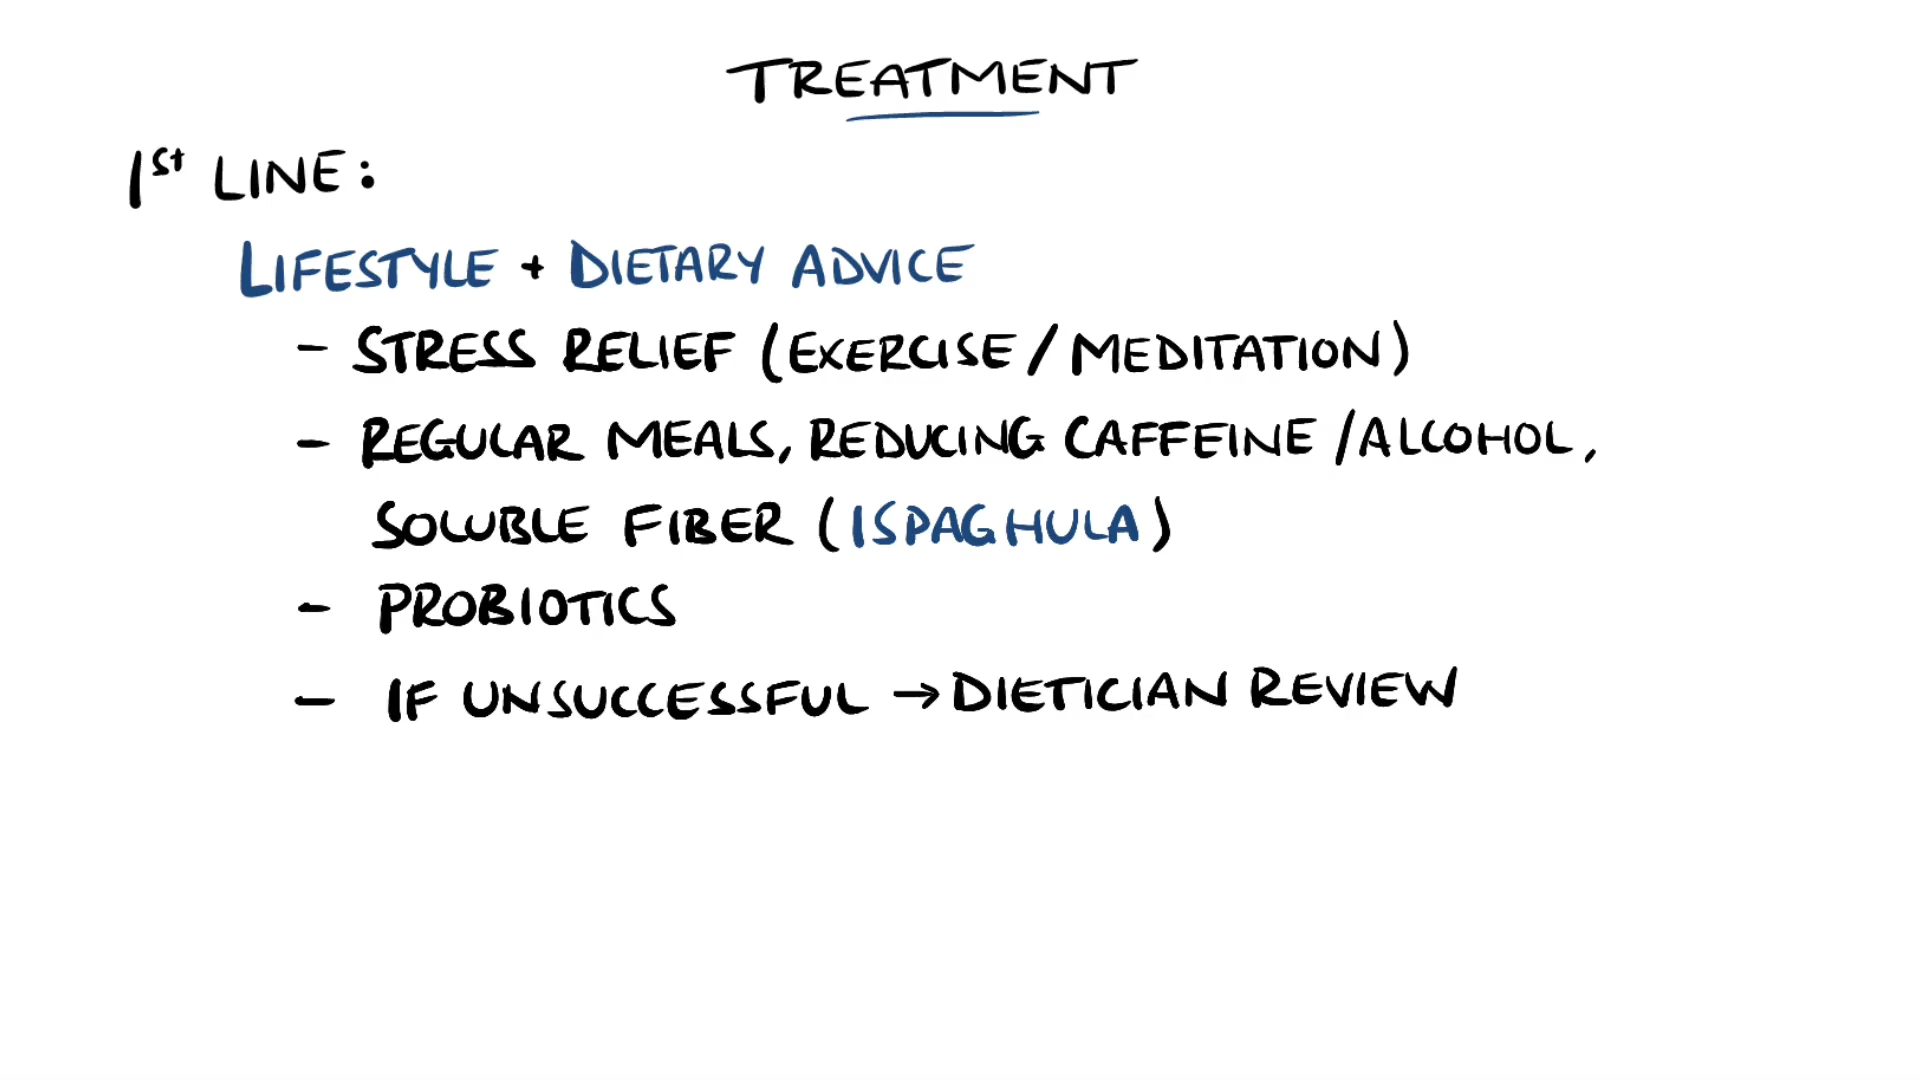 TREATMENT
1st LINE:
LIFESTYLE + DIETARY ADVICE
- STRESS RELIEF (EXERCISE/MEDITATION)
- REGULAR MEALS, REDUCING CAFFEINE/ALCOHOL,
SOLUBLE FIBER (ISPAGHULA)
- PROBIOTICS
- IF UNSUCCESSFUL → DIETICIAN REVIEW